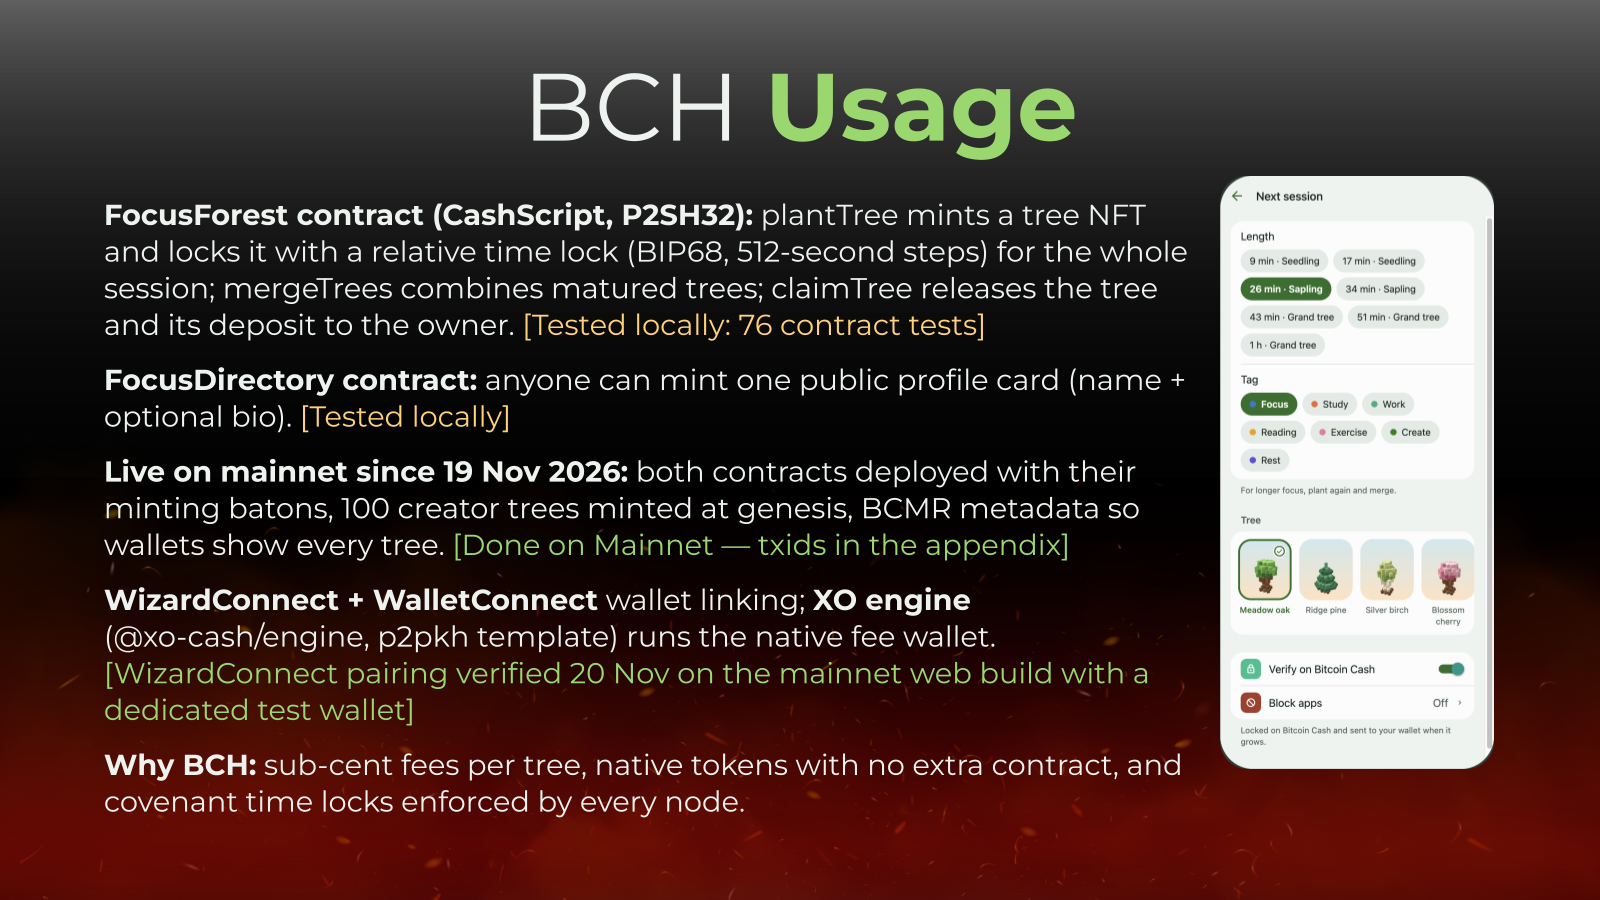 BCH Usage
FocusForest contract (CashScript, P2SH32): plantTree mints a tree NFT
and locks it with a relative time lock (BIP68, 512-second steps) for the whole
session; mergeTrees combines matured trees; claimTree releases the tree
and its deposit to the owner. [Tested locally: 76 contract tests]
FocusDirectory contract: anyone can mint one public profile card (name +
optional bio). [Tested locally]
Live on mainnet since 19 Nov 2026: both contracts deployed with their
minting batons, 100 creator trees minted at genesis, BCMR metadata so
wallets show every tree. [Done on Mainnet — txids in the appendix]
WizardConnect + WalletConnect wallet linking; XO engine
(@xo-cash/engine, p2pkh template) runs the native fee wallet.
[WizardConnect pairing verified 20 Nov on the mainnet web build with a
dedicated test wallet]
Why BCH: sub-cent fees per tree, native tokens with no extra contract, and
covenant time locks enforced by every node.
Next session
Length
9 min · Seedling 17 min · Seedling
26 min · Sapling 34 min · Sapling
43 min · Grand tree 51 min · Grand tree
1 h · Grand tree
Tag
Focus Study Work
Reading Exercise Create
Rest
For longer focus, plant again and merge.
Tree
Meadow oak Ridge pine Silver birch Blossom
cherry
Verify on Bitcoin Cash
Block apps Off
Locked on Bitcoin Cash and sent to your wallet when it
grows.